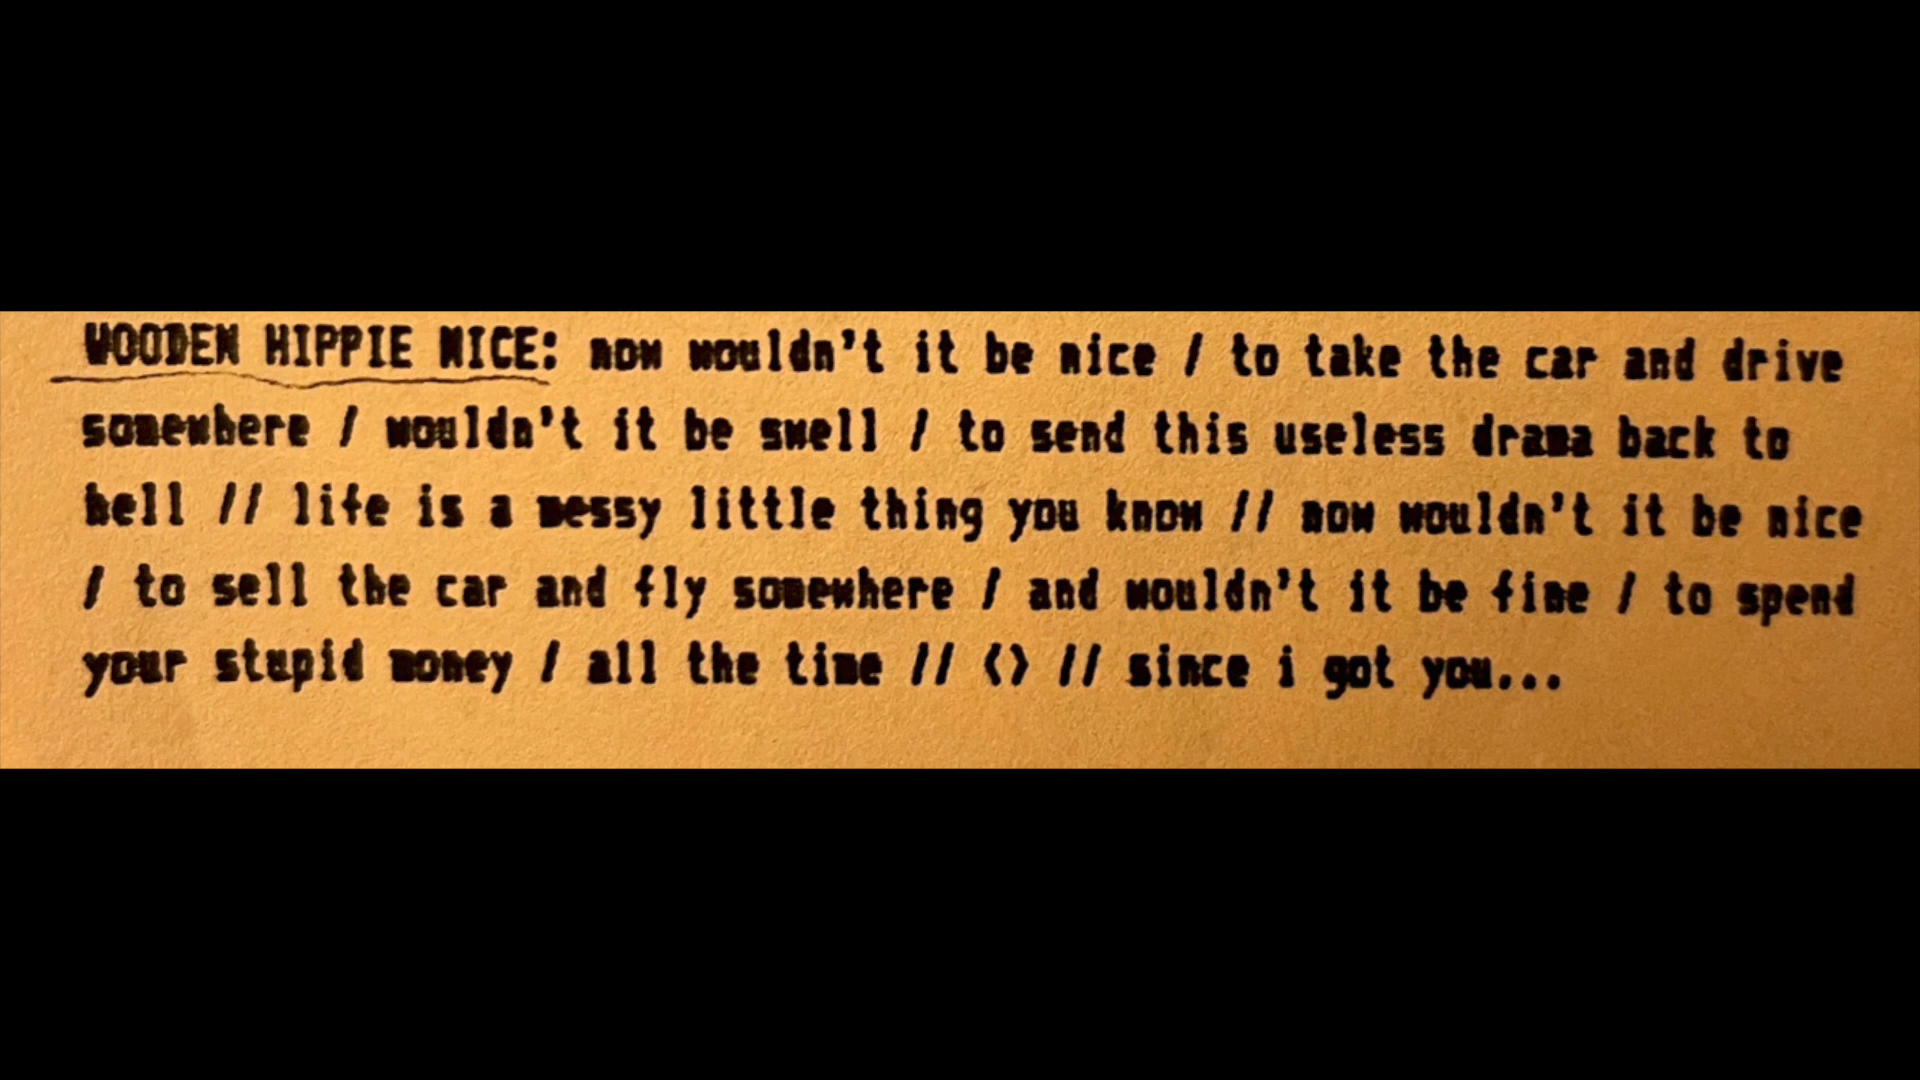 WOODEN HIPPIE NICE: now wouldn't it be nice / to take the car and drive
somewhere / wouldn't it be swell / to send this useless drama back to
hell // life is a messy little thing you know // now wouldn't it be nice
/ to sell the car and fly somewhere / and wouldn't it be fine / to spend
your stupid money / all the time // <> // since i got you...